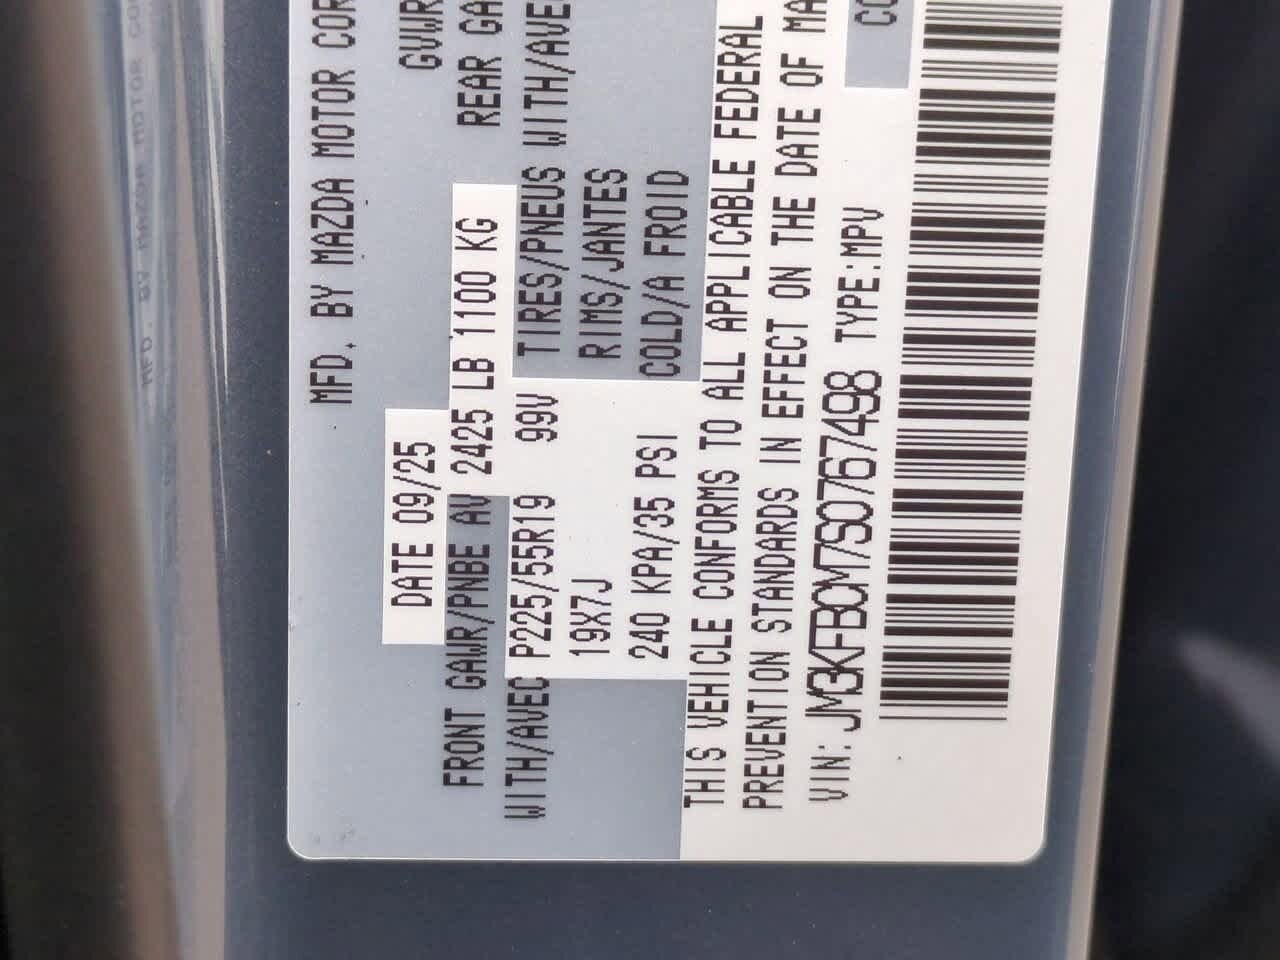 MFD. BY MAZDA MOTOR COR
DATE 09/25
GVWR
FRONT GAWR/PNBE AV 2425 LB 1100 KG
REAR GA
WITH/AVEC P225/55R19 99V
TIRES/PNEUS WITH/AVE
19X7J
RIMS/JANTES
240 KPA/35 PSI
COLD/A FROID
THIS VEHICLE CONFORMS TO ALL APPLICABLE FEDERAL
PREVENTION STANDARDS IN EFFECT ON THE DATE OF MA
VIN: JM3KFBCM7S0767498 TYPE:MPV
CO